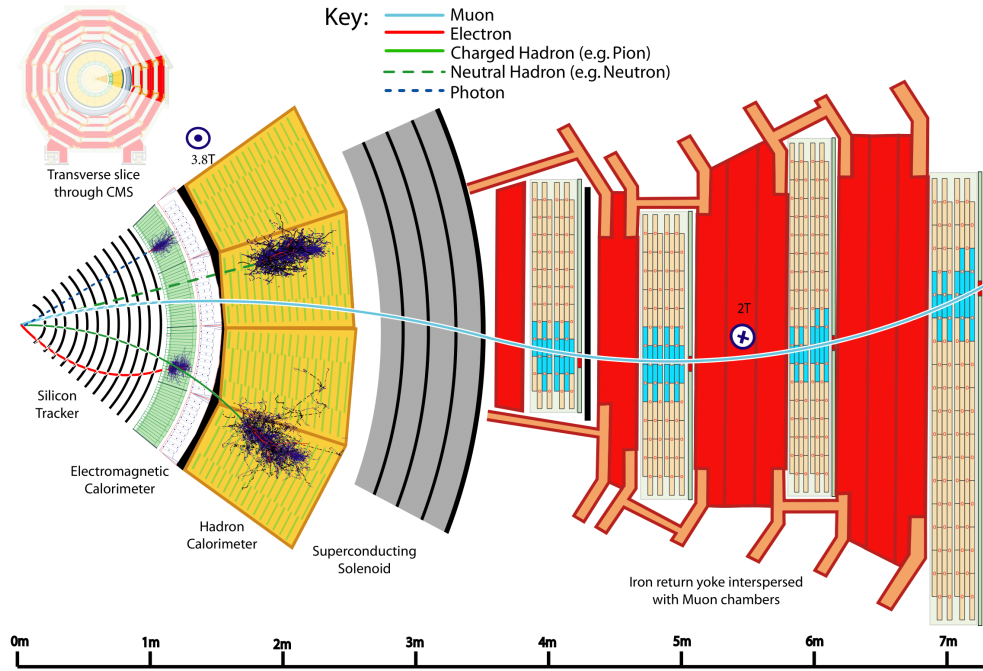 Key:
Muon
Electron
Charged Hadron (e.g. Pion)
Neutral Hadron (e.g. Neutron)
Photon
Transverse slice
through CMS
3.8T
2T
Silicon
Tracker
Electromagnetic
Calorimeter
Hadron
Calorimeter
Superconducting
Solenoid
Iron return yoke interspersed
with Muon chambers
0m 1m 2m 3m 4m 5m 6m 7m